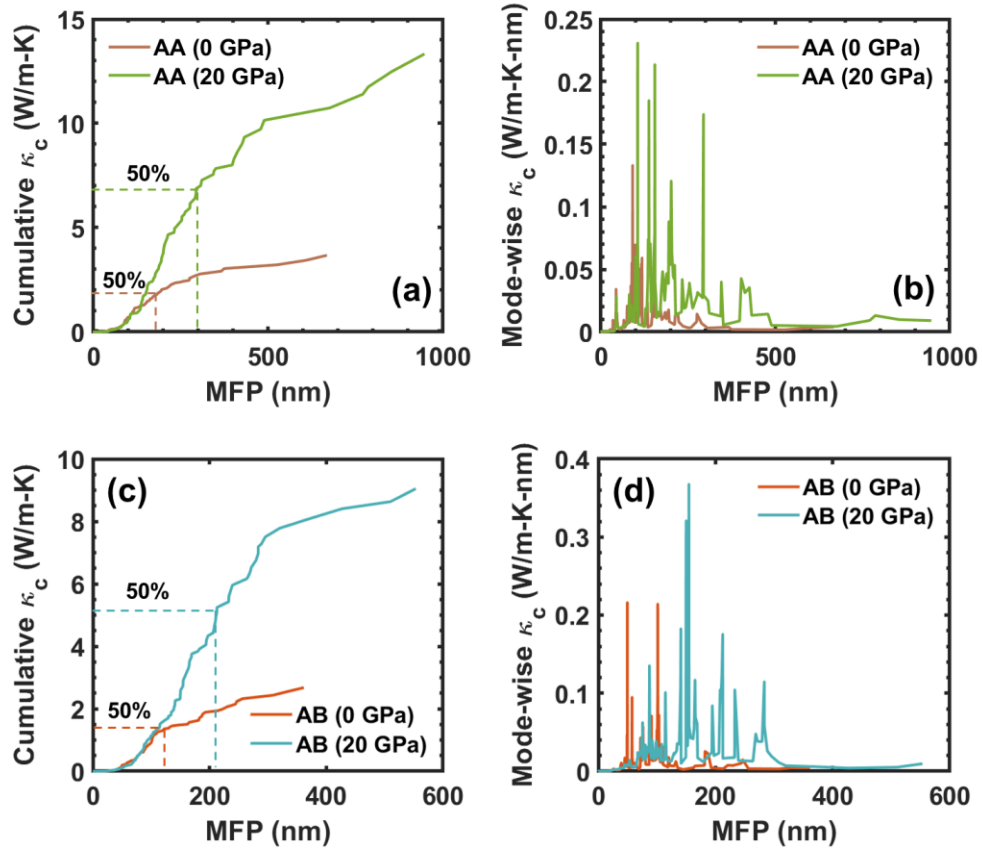 Cumulative κ_c (W/m-K)
15
10
5
0
AA (0 GPa)
AA (20 GPa)
50%
50%
(a)
0
500
1000
MFP (nm)
Mode-wise κ_c (W/m-K-nm)
0.25
0.2
0.15
0.1
0.05
0
AA (0 GPa)
AA (20 GPa)
(b)
0
500
1000
MFP (nm)
Cumulative κ_c (W/m-K)
10
8
6
4
2
0
(c)
50%
50%
AB (0 GPa)
AB (20 GPa)
0
200
400
600
MFP (nm)
Mode-wise κ_c (W/m-K-nm)
0.4
0.3
0.2
0.1
0
(d)
AB (0 GPa)
AB (20 GPa)
0
200
400
600
MFP (nm)